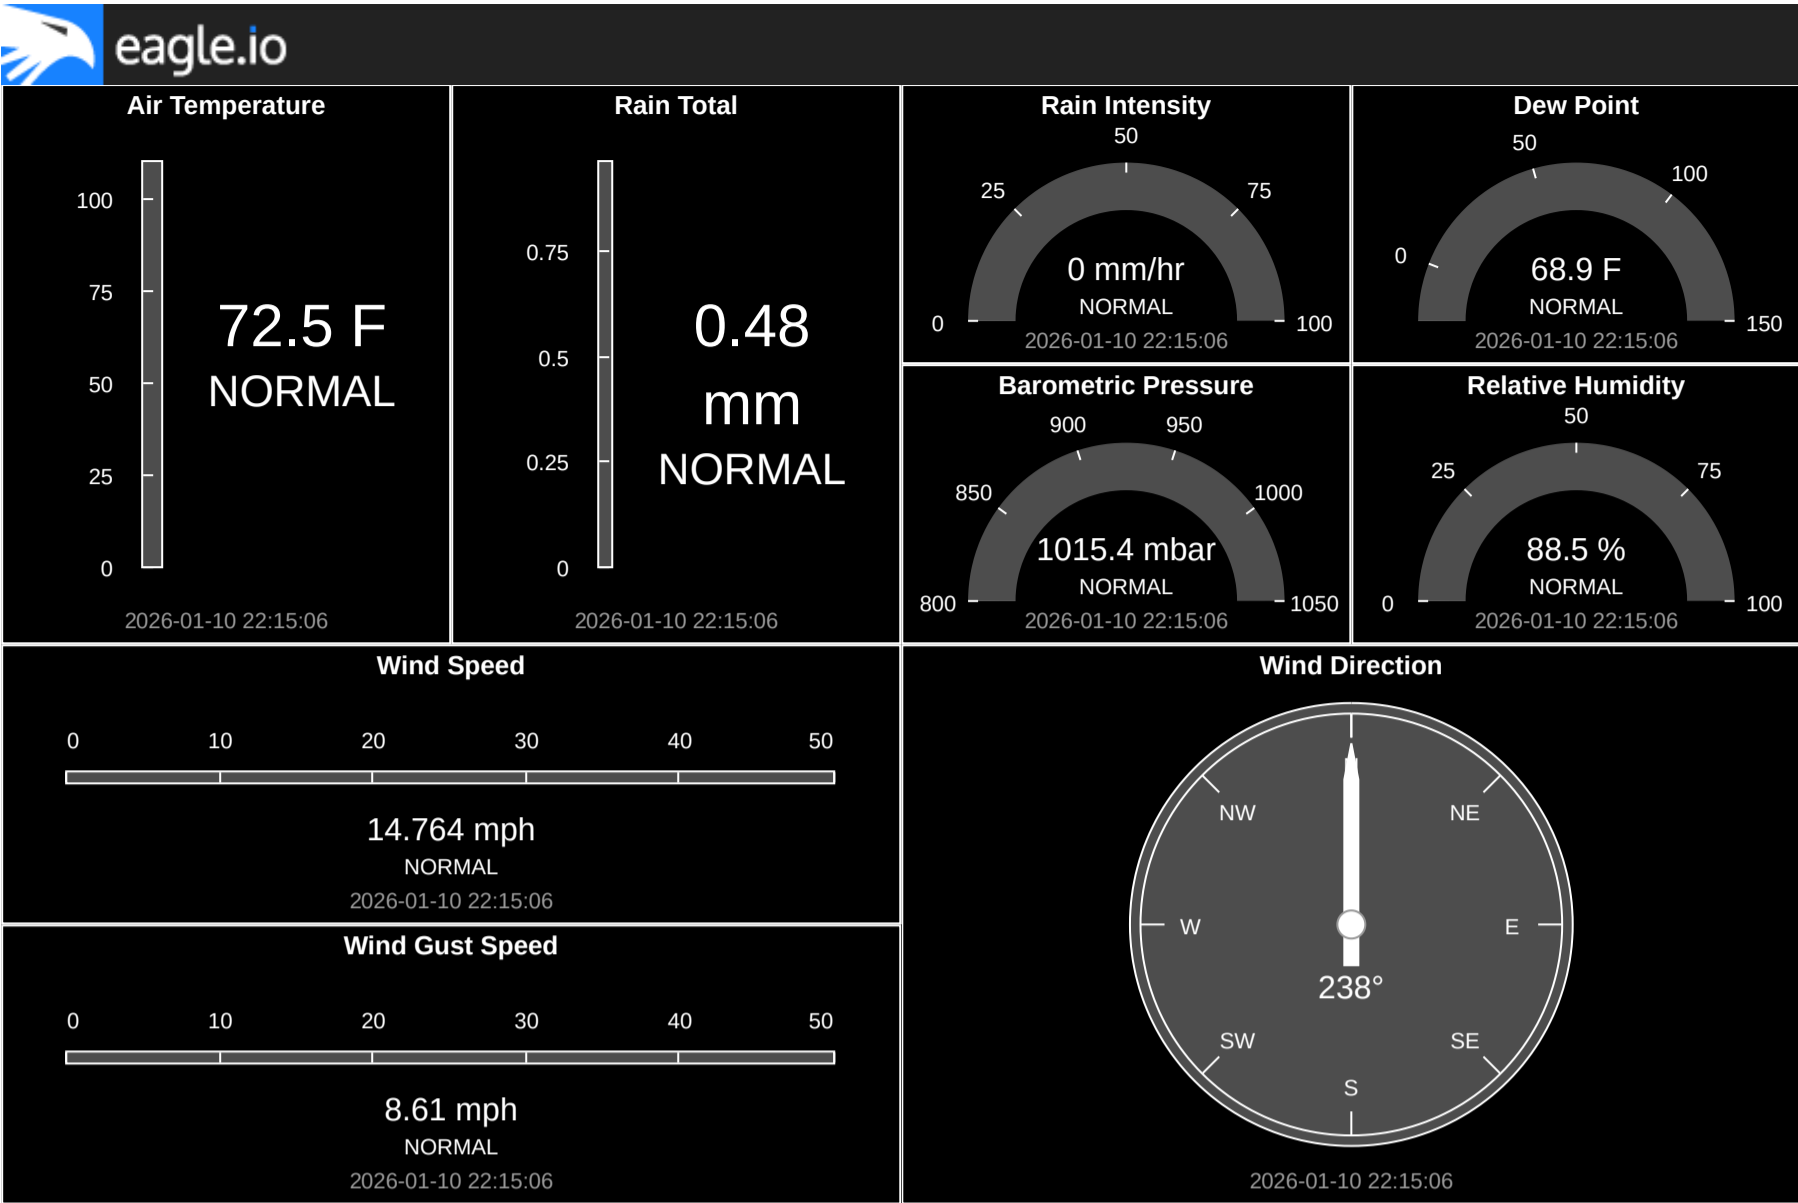 eagle.io
Air Temperature
100
75
50
25
0
72.5 F
NORMAL
2026-01-10 22:15:06
Rain Total
0.75
0.5
0.25
0
0.48
mm
NORMAL
2026-01-10 22:15:06
Rain Intensity
0
25
50
75
100
0 mm/hr
NORMAL
2026-01-10 22:15:06
Dew Point
0
50
100
150
68.9 F
NORMAL
2026-01-10 22:15:06
Barometric Pressure
800
850
900
950
1000
1050
1015.4 mbar
NORMAL
2026-01-10 22:15:06
Relative Humidity
0
25
50
75
100
88.5 %
NORMAL
2026-01-10 22:15:06
Wind Speed
0 10 20 30 40 50
14.764 mph
NORMAL
2026-01-10 22:15:06
Wind Gust Speed
0 10 20 30 40 50
8.61 mph
NORMAL
2026-01-10 22:15:06
Wind Direction
NW NE
W E
238°
SW SE
S
2026-01-10 22:15:06